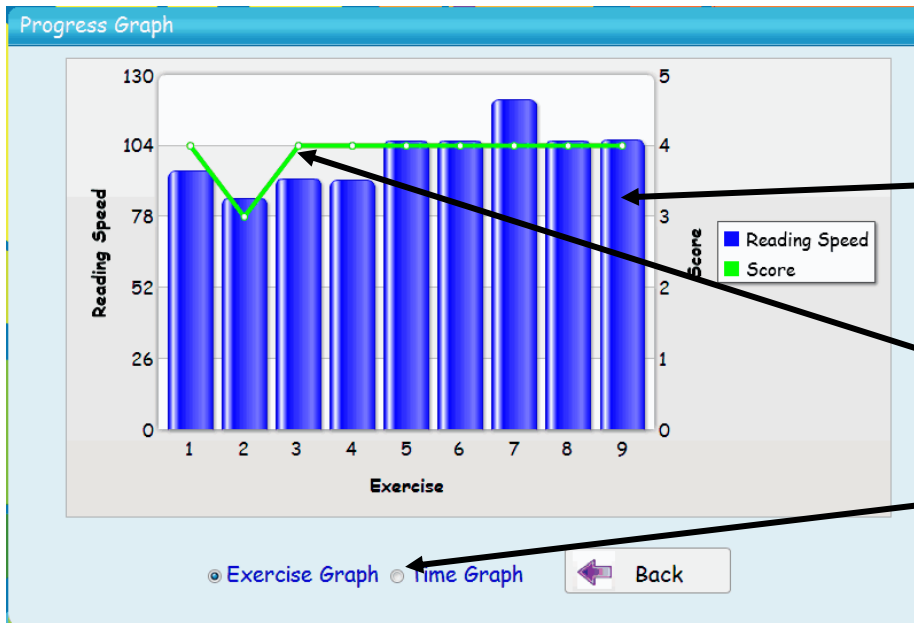 Progress Graph
130
104
78
52
26
0
Reading Speed
5
4
3
2
1
0
Score
Reading Speed
Score
1 2 3 4 5 6 7 8 9
Exercise
Exercise Graph Time Graph Back